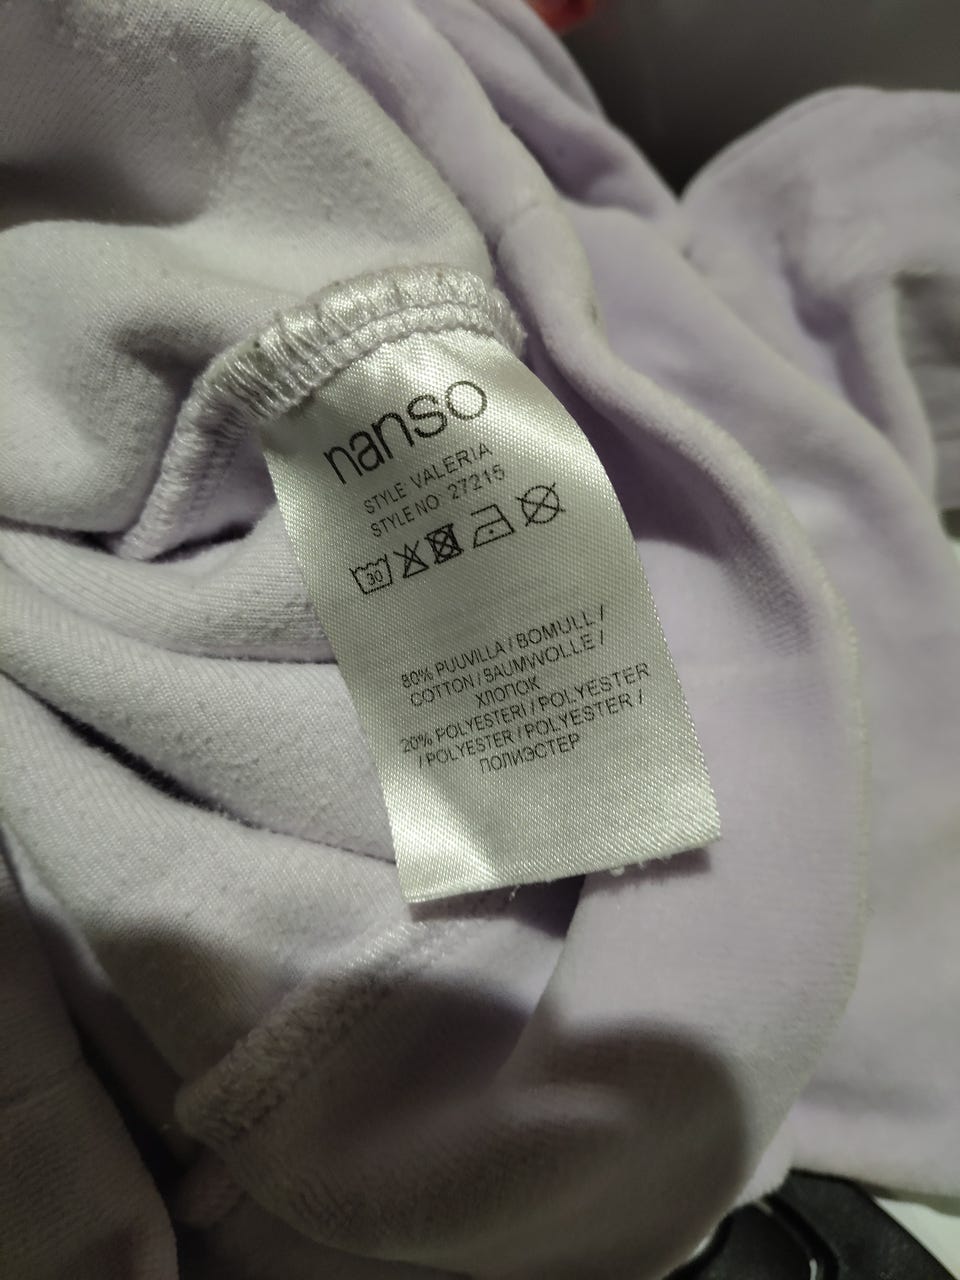 nanso
STYLE VALERIA
STYLE NO 27215
30
80% PUUVILLA / BOMULL /
COTTON / BAUMWOLLE /
ХЛОПОК
20% POLYESTERI / POLYESTER
/ POLYESTER / POLYESTER /
ПОЛИЭСТЕР